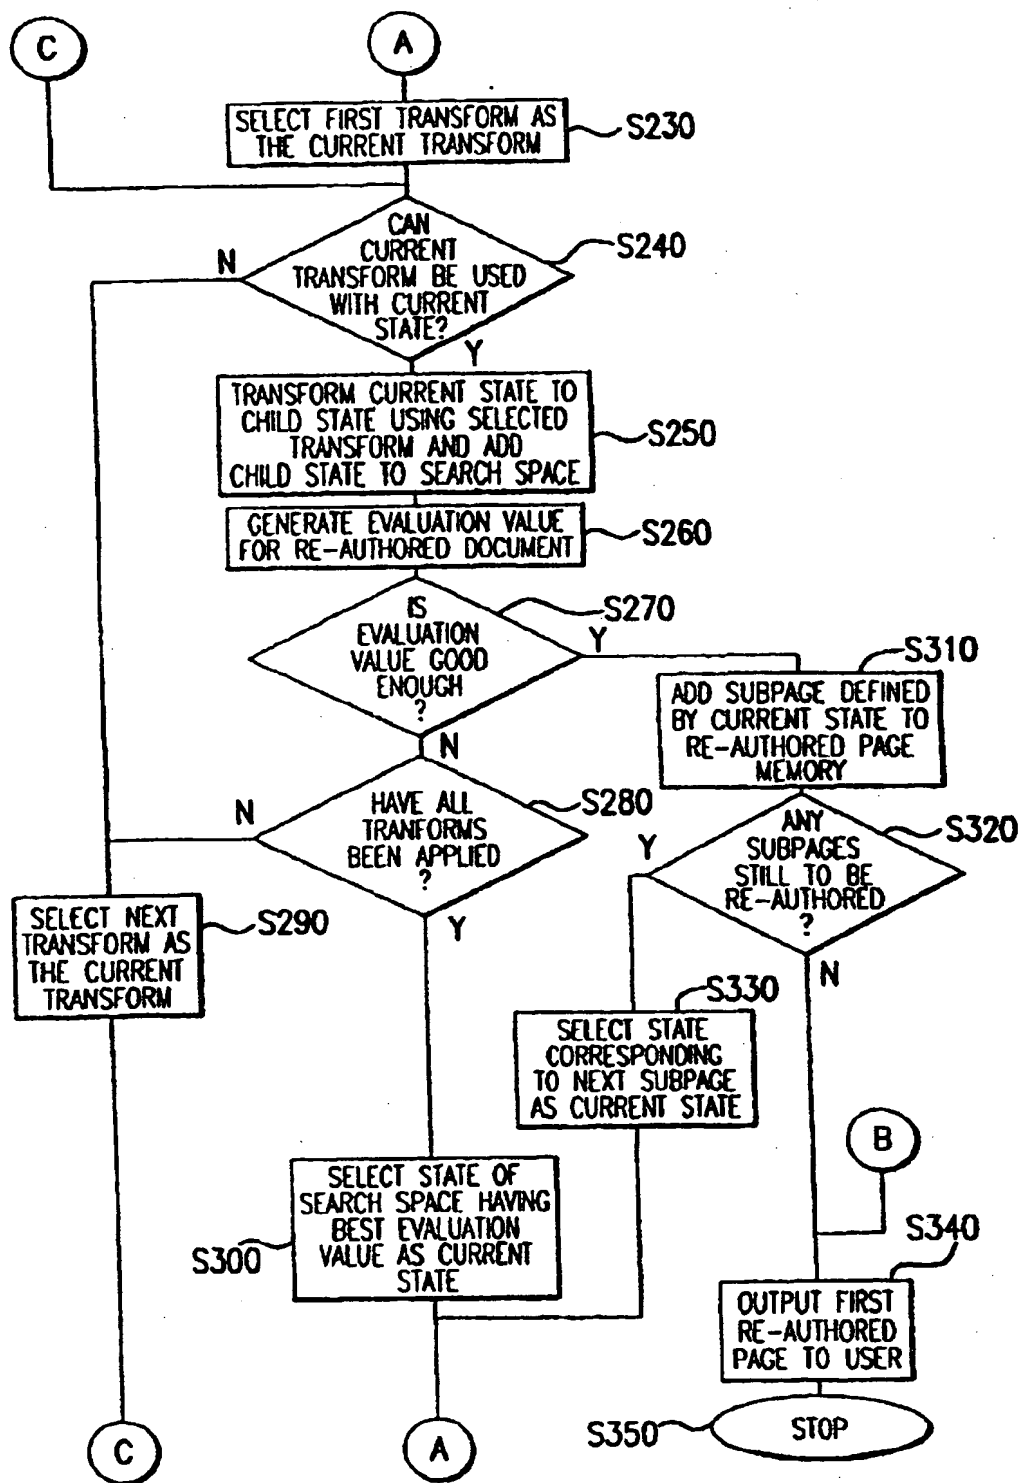 C
A
SELECT FIRST TRANSFORM AS
THE CURRENT TRANSFORM
S230
CAN
CURRENT
TRANSFORM BE USED
WITH CURRENT
STATE?
S240
N
Y
TRANSFORM CURRENT STATE TO
CHILD STATE USING SELECTED
TRANSFORM AND ADD
CHILD STATE TO SEARCH SPACE
S250
GENERATE EVALUATION VALUE
FOR RE-AUTHORED DOCUMENT
S260
IS
EVALUATION
VALUE GOOD
ENOUGH
?
S270
Y
N
ADD SUBPAGE DEFINED
BY CURRENT STATE TO
RE-AUTHORED PAGE
MEMORY
S310
HAVE ALL
TRANFORMS
BEEN APPLIED
?
S280
N
Y
ANY
SUBPAGES
STILL TO BE
RE-AUTHORED
?
S320
Y
N
SELECT NEXT
TRANSFORM AS
THE CURRENT
TRANSFORM
S290
SELECT STATE
CORRESPONDING
TO NEXT SUBPAGE
AS CURRENT STATE
S330
B
SELECT STATE OF
SEARCH SPACE HAVING
BEST EVALUATION
VALUE AS CURRENT
STATE
S300
OUTPUT FIRST
RE-AUTHORED
PAGE TO USER
S340
STOP
S350
C
A